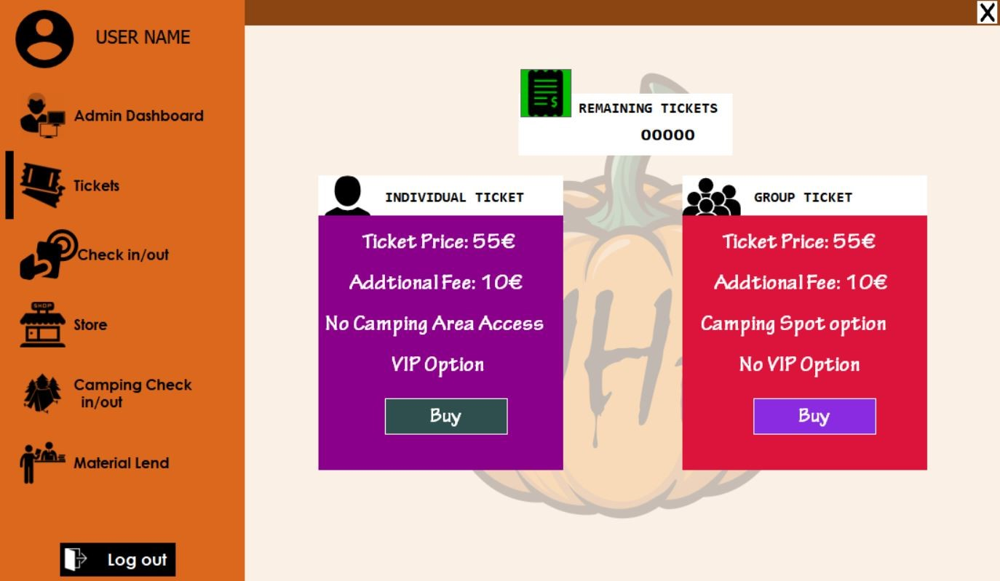 USER NAME
Admin Dashboard
Tickets
Check in/out
SHOP
Store
Camping Check
in/out
Material Lend
Log out
X
$
REMAINING TICKETS
00000
INDIVIDUAL TICKET
Ticket Price: 55€
Addtional Fee: 10€
No Camping Area Access
VIP Option
Buy
GROUP TICKET
Ticket Price: 55€
Addtional Fee: 10€
Camping Spot option
No VIP Option
Buy